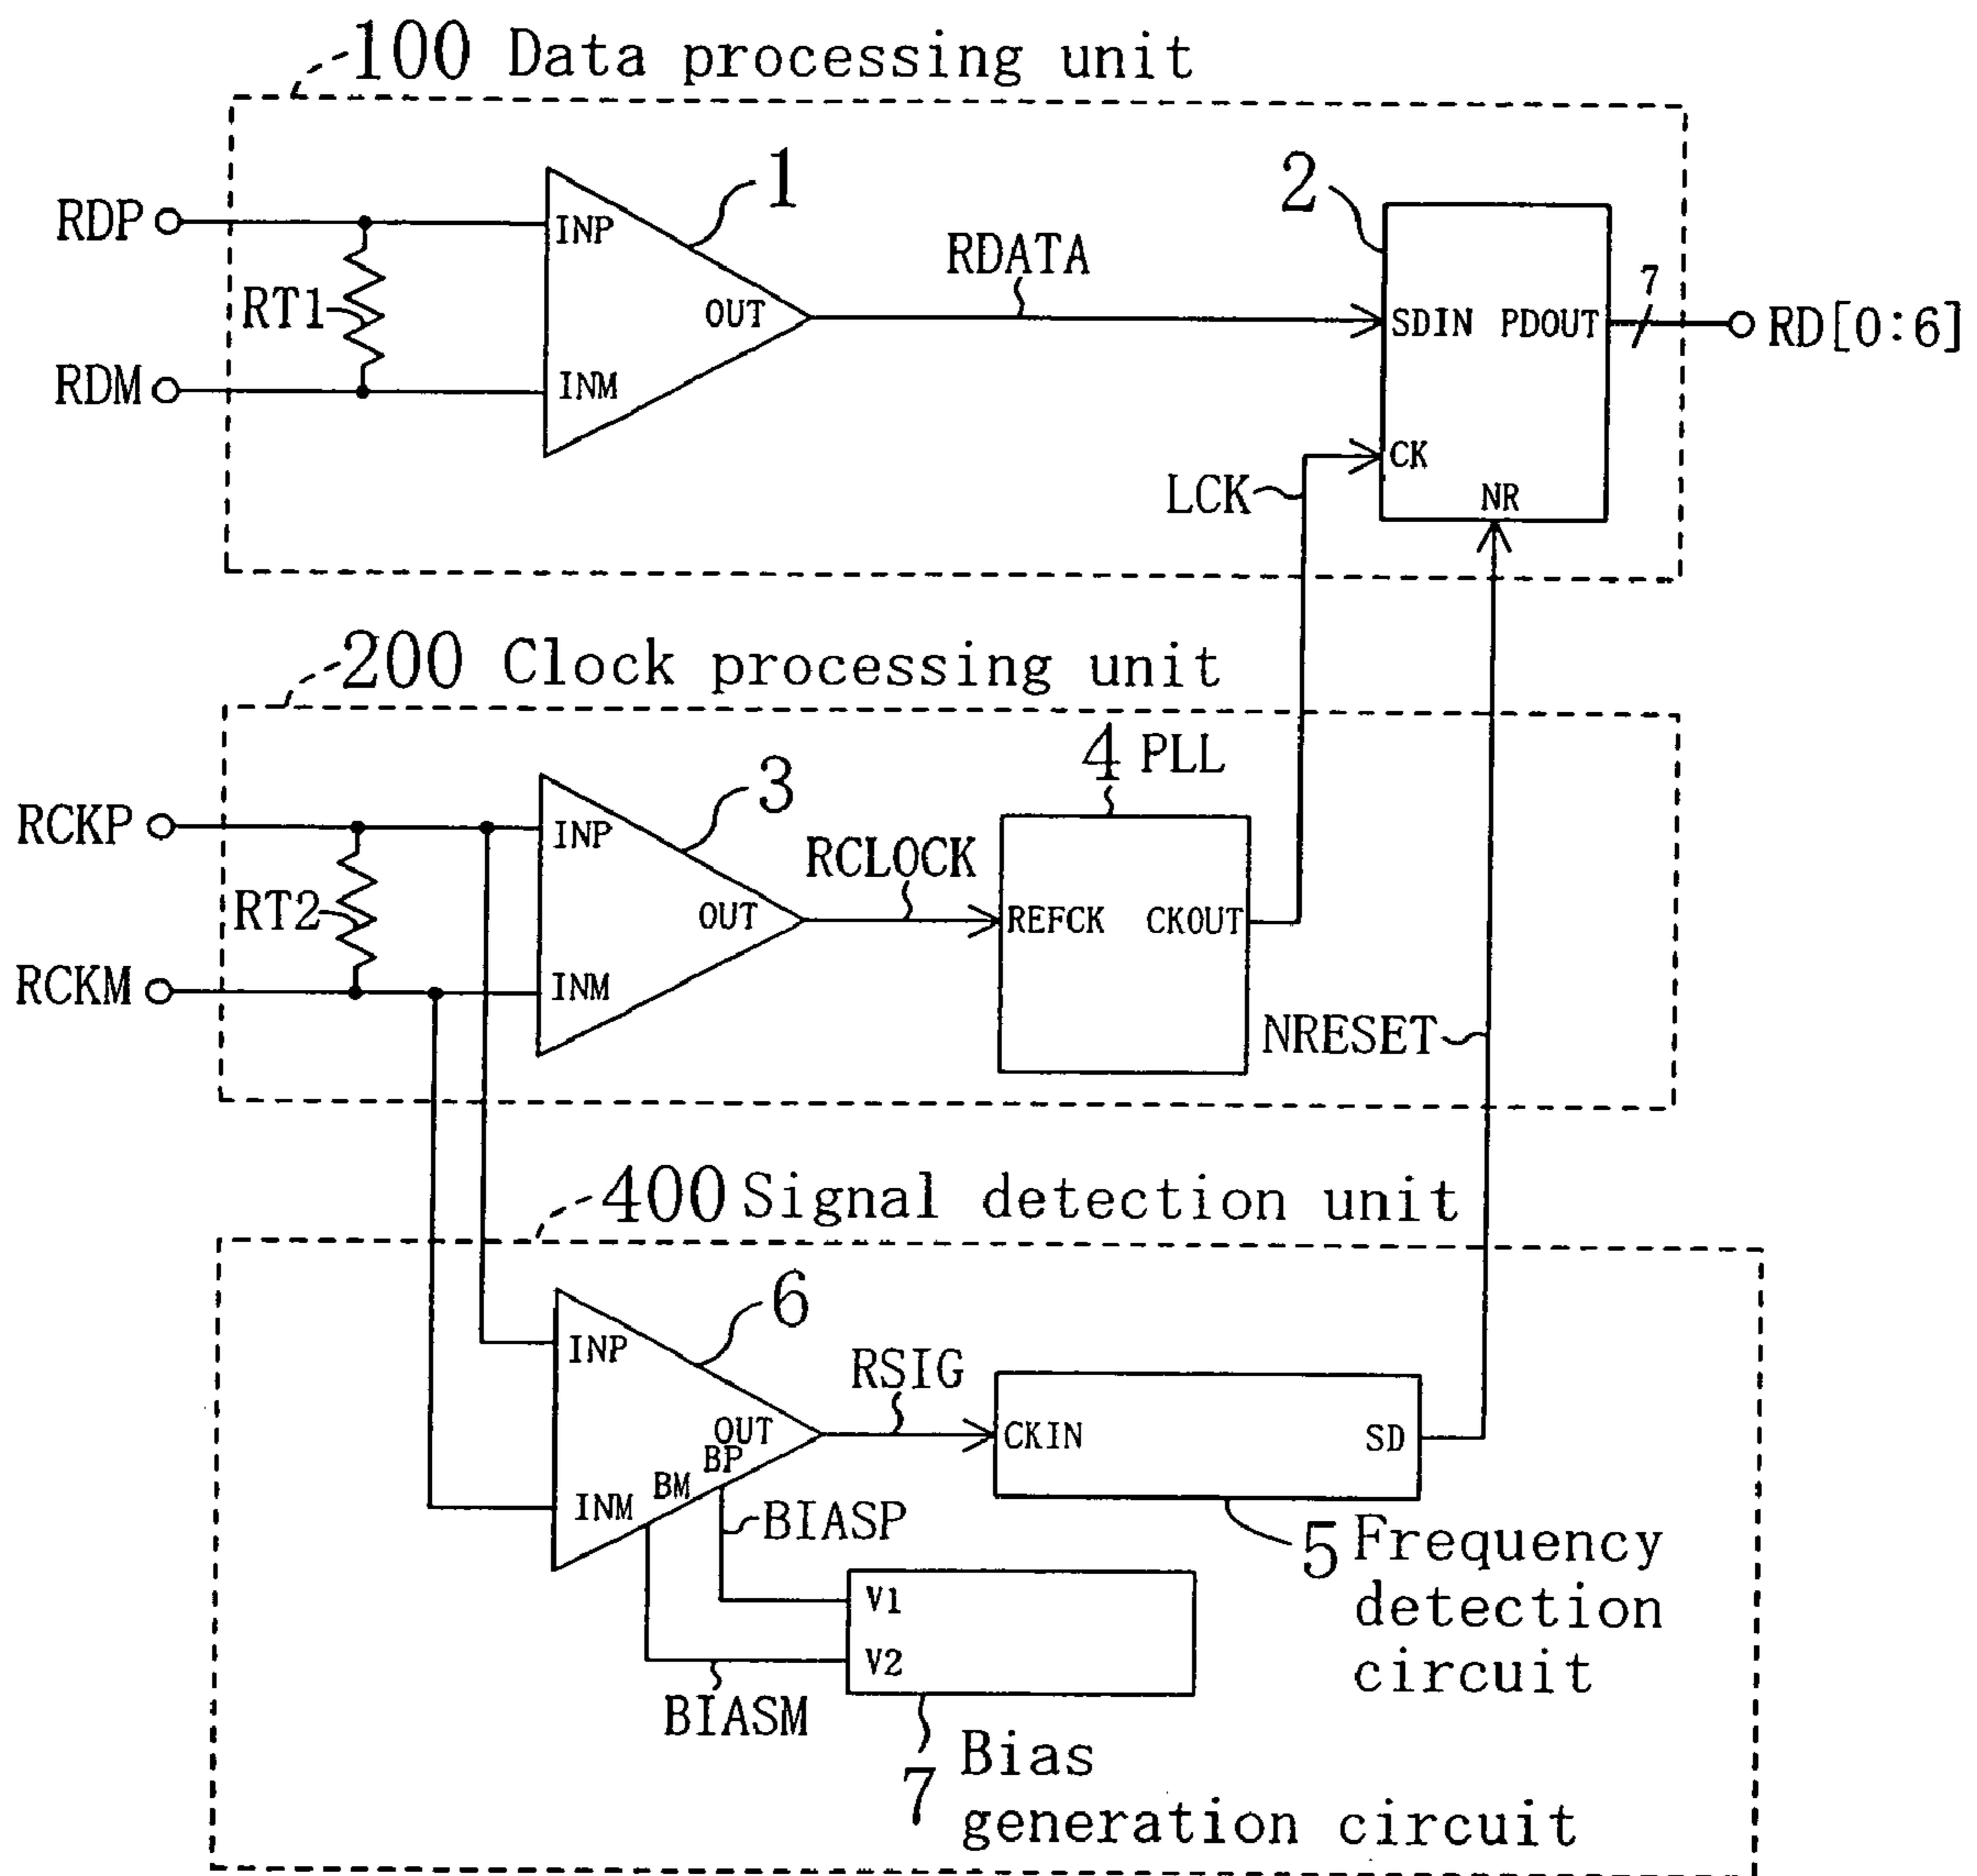 100 Data processing unit
1
2
RDP
INP
RDATA
7
RT1
OUT
SDIN PDOUT
RD[0:6]
RDM
INM
CK
LCK
NR
200 Clock processing unit
4 PLL
3
RCKP
INP
RCLOCK
RT2
OUT
REFCK CKOUT
RCKM
INM
NRESET
400 Signal detection unit
6
INP
RSIG
OUT
CKIN SD
BP
BM
INM
BIASP
5 Frequency
detection
circuit
V1
V2
BIASM
7 Bias
generation circuit